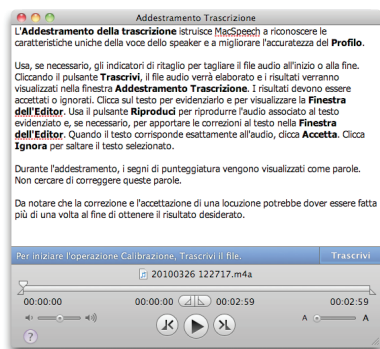 Addestramento Trascrizione
L'Addestramento della trascrizione istruisce MacSpeech a riconoscere le
caratteristiche uniche della voce dello speaker e a migliorare l'accuratezza del Profilo.
Usa, se necessario, gli indicatori di ritaglio per tagliare il file audio all'inizio o alla fine.
Cliccando il pulsante Trascrivi, il file audio verrà elaborato e i risultati verranno
visualizzati nella finestra Addestramento Trascrizione. I risultati devono essere
accettati o ignorati. Clicca sul testo per evidenziarlo e per visualizzare la Finestra
dell'Editor. Usa il pulsante Riproduci per riprodurre l'audio associato al testo
evidenziato e, se necessario, per apportare le correzioni al testo nella Finestra
dell'Editor. Quando il testo corrisponde esattamente all'audio, clicca Accetta. Clicca
Ignora per saltare il testo selezionato.
Durante l'addestramento, i segni di punteggiatura vengono visualizzati come parole.
Non cercare di correggere queste parole.
Da notare che la correzione e l'accettazione di una locuzione potrebbe dover essere fatta
più di una volta al fine di ottenere il risultato desiderato.
Per iniziare l'operazione Calibrazione, Trascrivi il file. Trascrivi
20100326 122717.m4a
00:00:00 00:00:00 00:02:59 00:02:59
A A
?